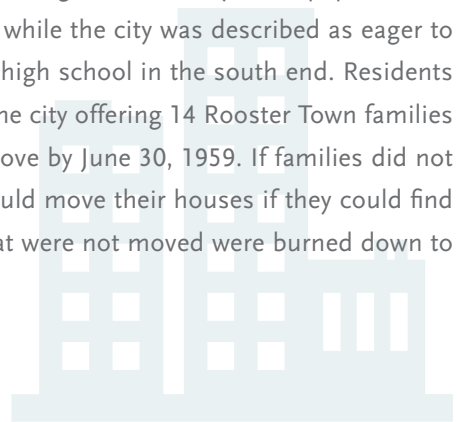 while the city was described as eager to
high school in the south end. Residents
he city offering 14 Rooster Town families
ove by June 30, 1959. If families did not
uld move their houses if they could find
at were not moved were burned down to